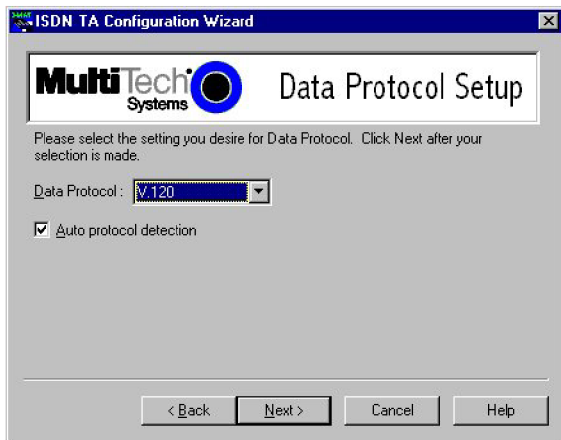 ISDN TA Configuration Wizard
MultiTech
Systems
Data Protocol Setup
Please select the setting you desire for Data Protocol. Click Next after your
selection is made.
Data Protocol : V.120
Auto protocol detection
< Back Next > Cancel Help